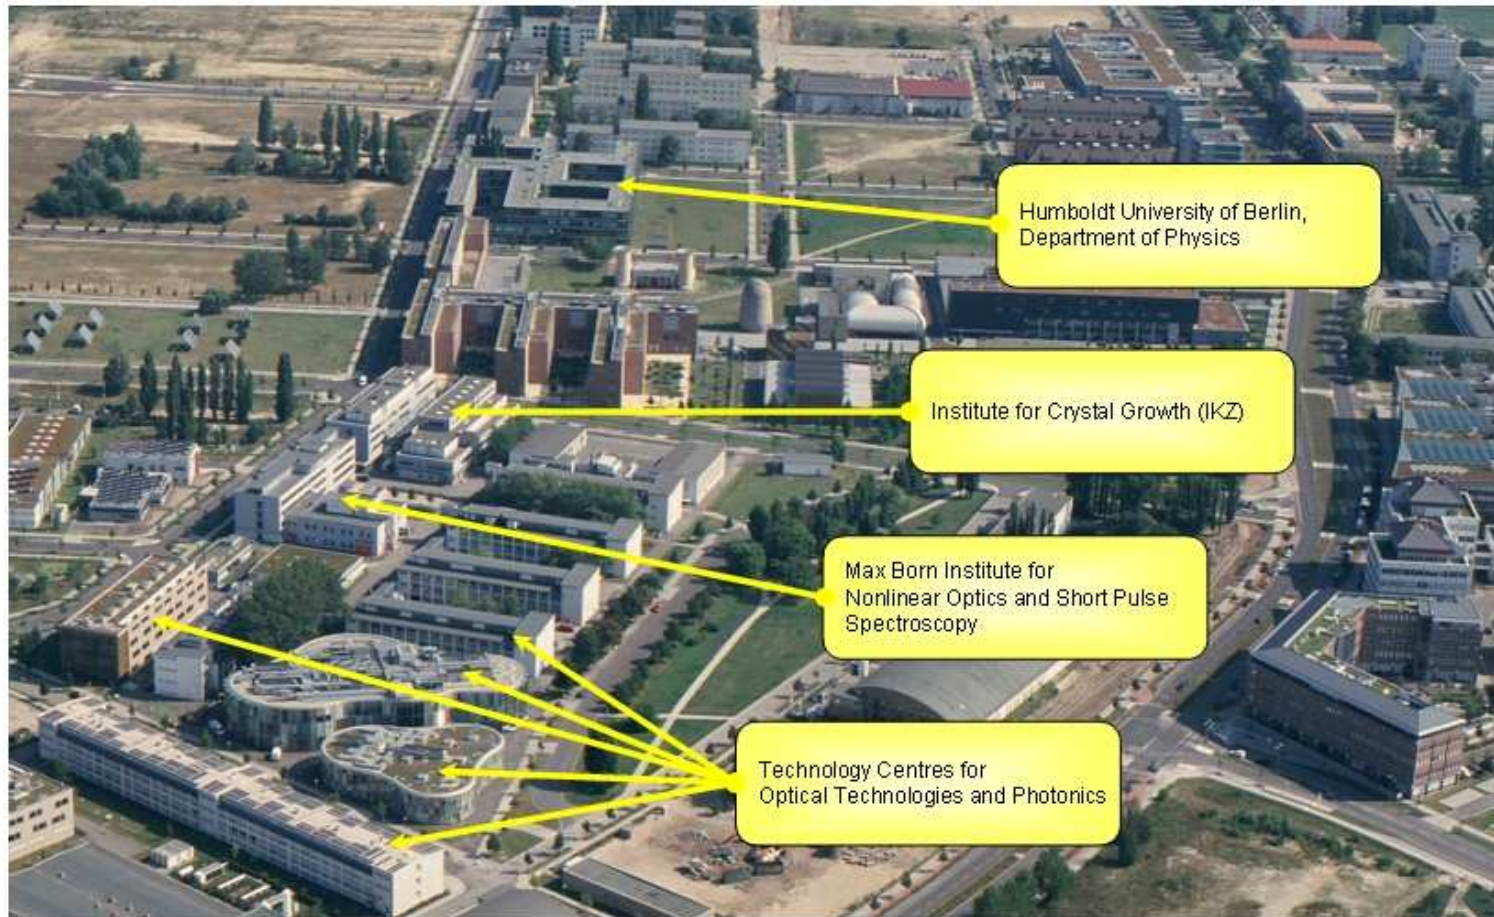 Humboldt University of Berlin,
Department of Physics
Institute for Crystal Growth (IKZ)
Max Born Institute for
Nonlinear Optics and Short Pulse
Spectroscopy
Technology Centres for
Optical Technologies and Photonics